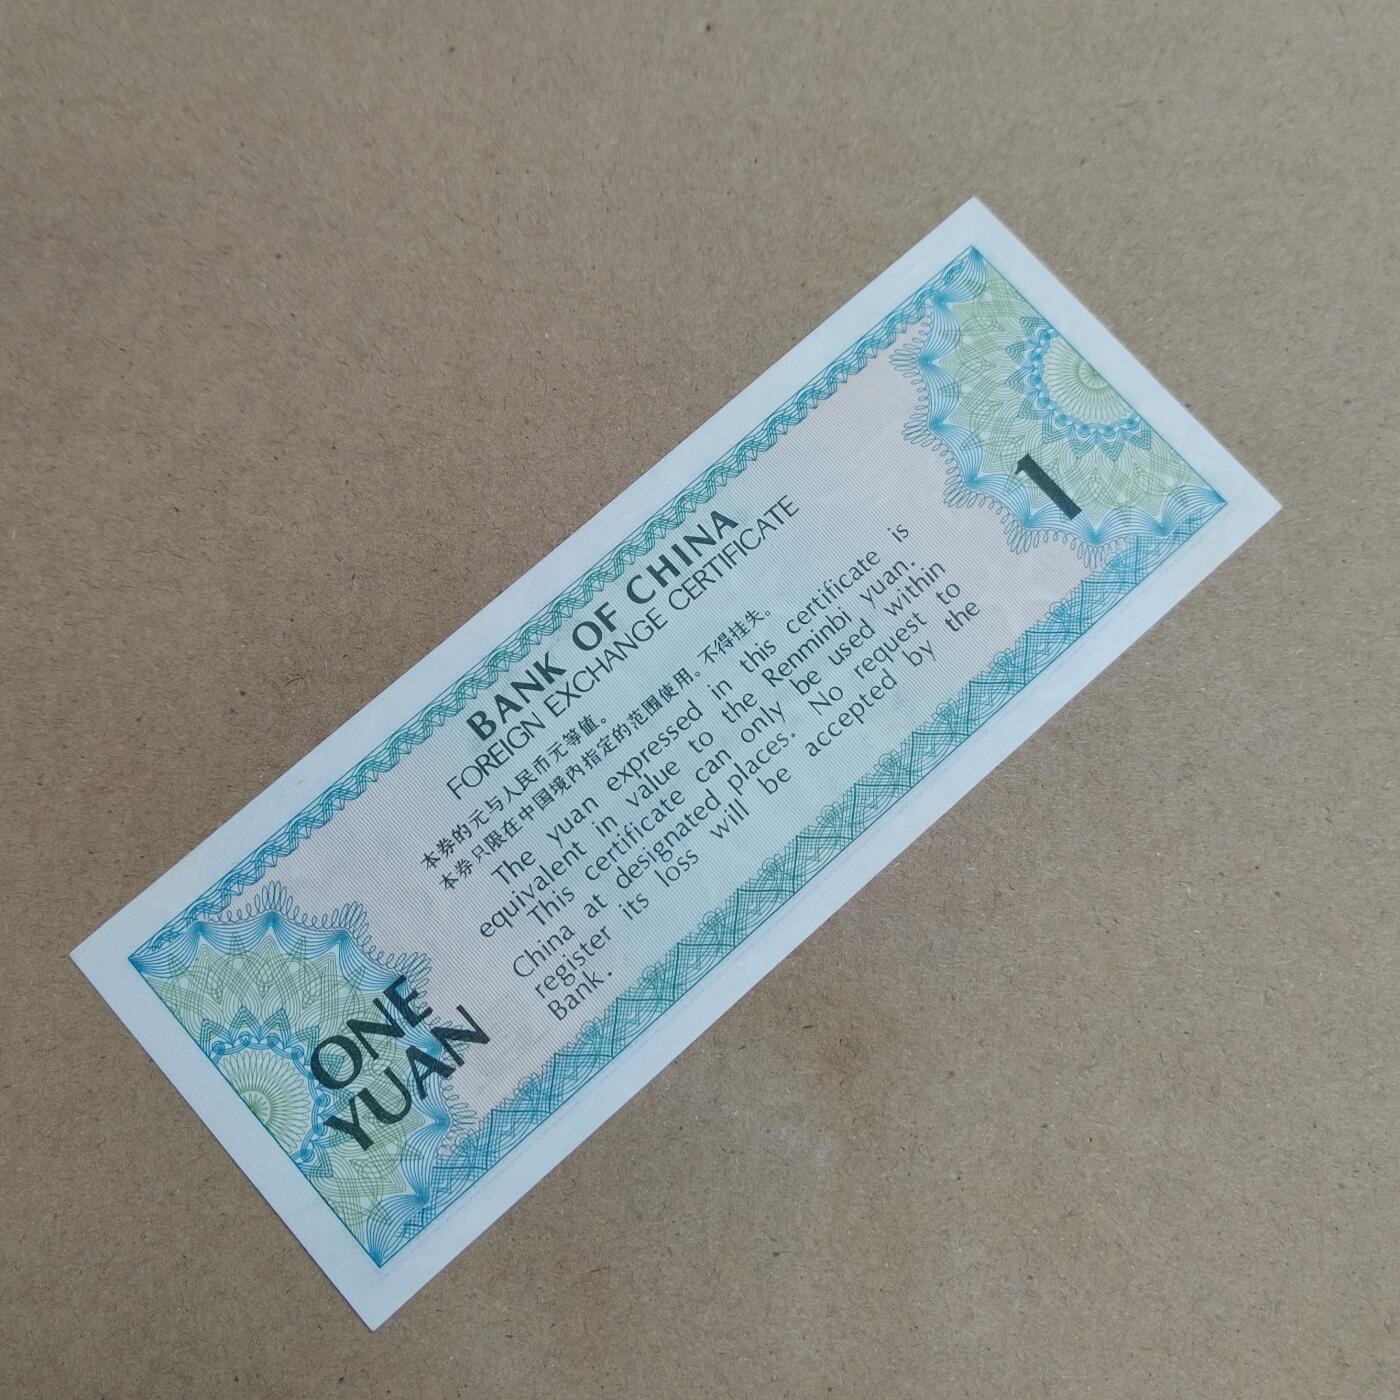 BANK OF CHINA
FOREIGN EXCHANGE CERTIFICATE
本券的元与人民币元等值。
本券只限在中国境内指定的范围使用。不得挂失。
The yuan expressed in this certificate is
equivalent in value to the Renminbi yuan.
This certificate can only be used within
China at designated places. No request to
register its loss will be accepted by the
Bank.
ONE
YUAN
1